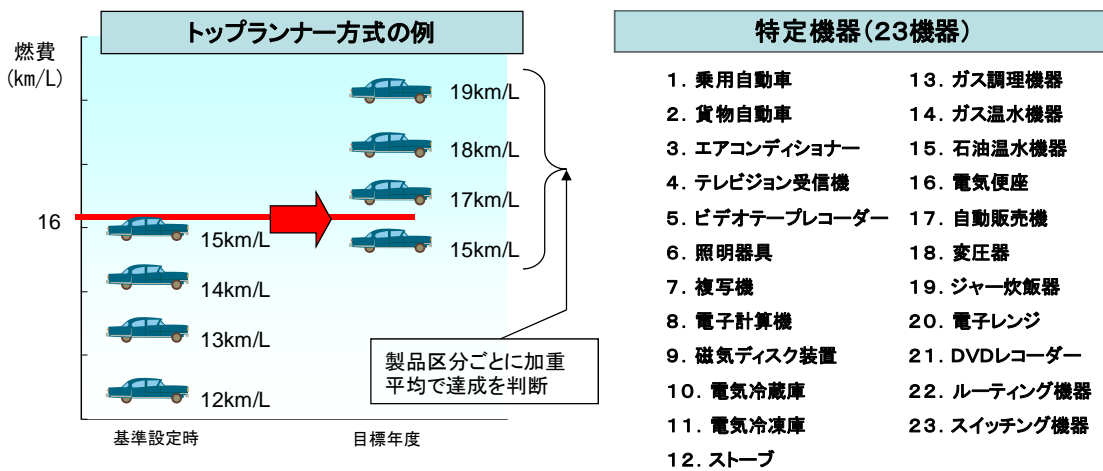 トップランナー方式の例
燃費
(km/L)
19km/L
18km/L
17km/L
16
15km/L
15km/L
14km/L
13km/L
12km/L
製品区分ごとに加重
平均で達成を判断
基準設定時
目標年度
特定機器(23機器)
1. 乗用自動車
2. 貨物自動車
3. エアコンディショナー
4. テレビジョン受信機
5. ビデオテープレコーダー
6. 照明器具
7. 複写機
8. 電子計算機
9. 磁気ディスク装置
10. 電気冷蔵庫
11. 電気冷凍庫
12. ストーブ
13. ガス調理機器
14. ガス温水機器
15. 石油温水機器
16. 電気便座
17. 自動販売機
18. 変圧器
19. ジャー炊飯器
20. 電子レンジ
21. DVDレコーダー
22. ルーティング機器
23. スイッチング機器